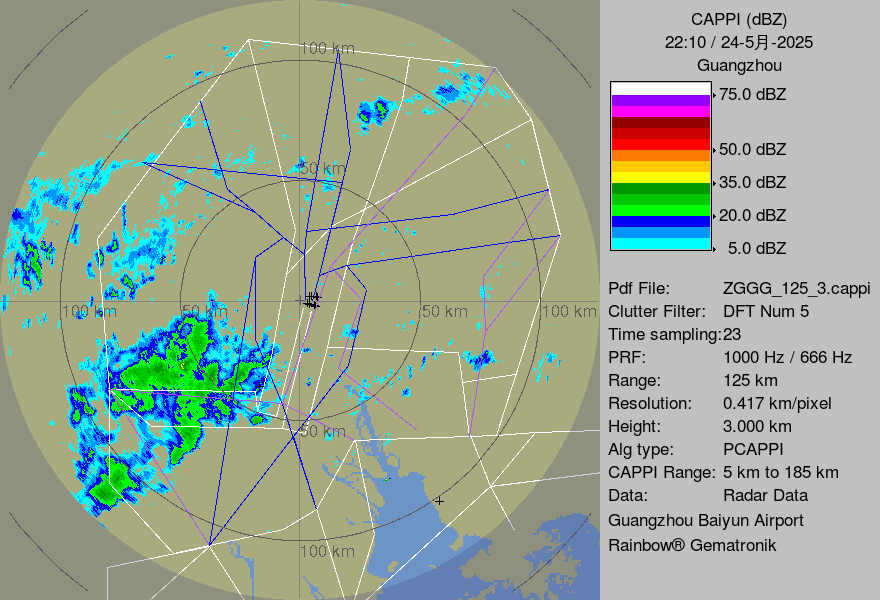 CAPPI (dBZ)
22:10 / 24-5月-2025
Guangzhou
75.0 dBZ
50.0 dBZ
35.0 dBZ
20.0 dBZ
5.0 dBZ
Pdf File: ZGGG_125_3.cappi
Clutter Filter: DFT Num 5
Time sampling:23
PRF: 1000 Hz / 666 Hz
Range: 125 km
Resolution: 0.417 km/pixel
Height: 3.000 km
Alg type: PCAPPI
CAPPI Range: 5 km to 185 km
Data: Radar Data
Guangzhou Baiyun Airport
Rainbow® Gematronik
100 km
50 km
100 km
50 km
50 km
100 km
50 km
100 km